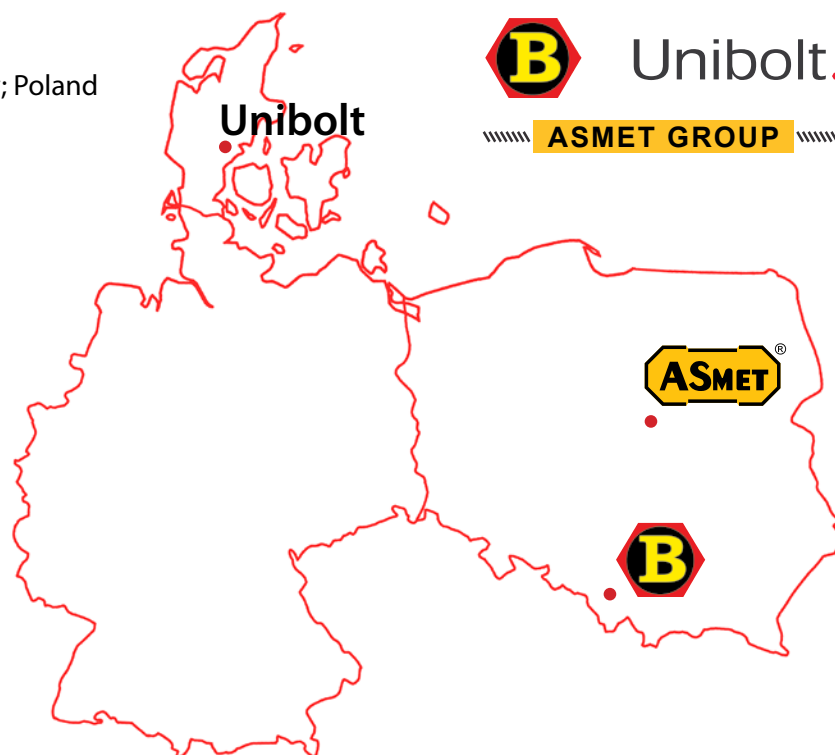 ; Poland
B Unibolt.
ASMET GROUP
Unibolt
ASMET®
B